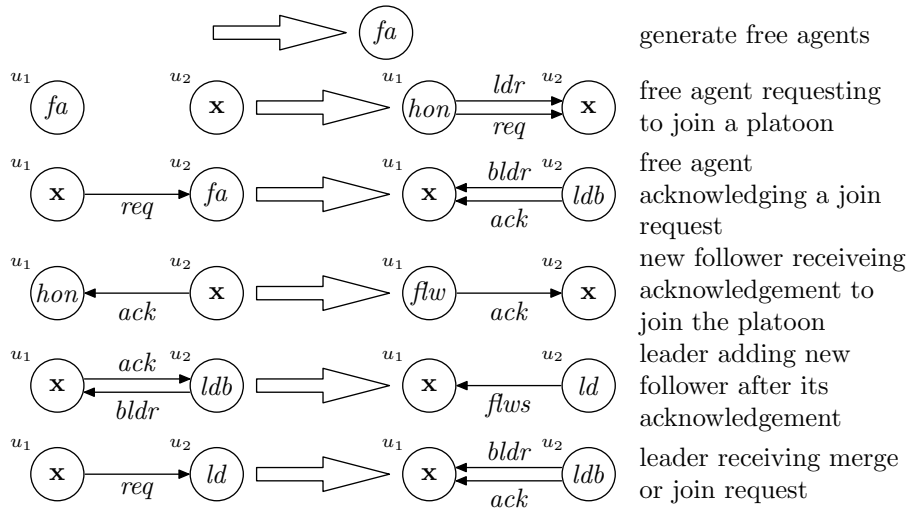 fa
generate free agents
u1 u2 u1 u2
fa x hon ldr req x
free agent requesting
to join a platoon
u1 u2 u1 u2
x req fa x bldr ack ldb
free agent
acknowledging a join
request
u1 u2 u1 u2
hon ack x flw ack x
new follower receiveing
acknowledgement to
join the platoon
u1 u2 u1 u2
x ack bldr ldb x flws ld
leader adding new
follower after its
acknowledgement
u1 u2 u1 u2
x req ld x bldr ack ldb
leader receiving merge
or join request